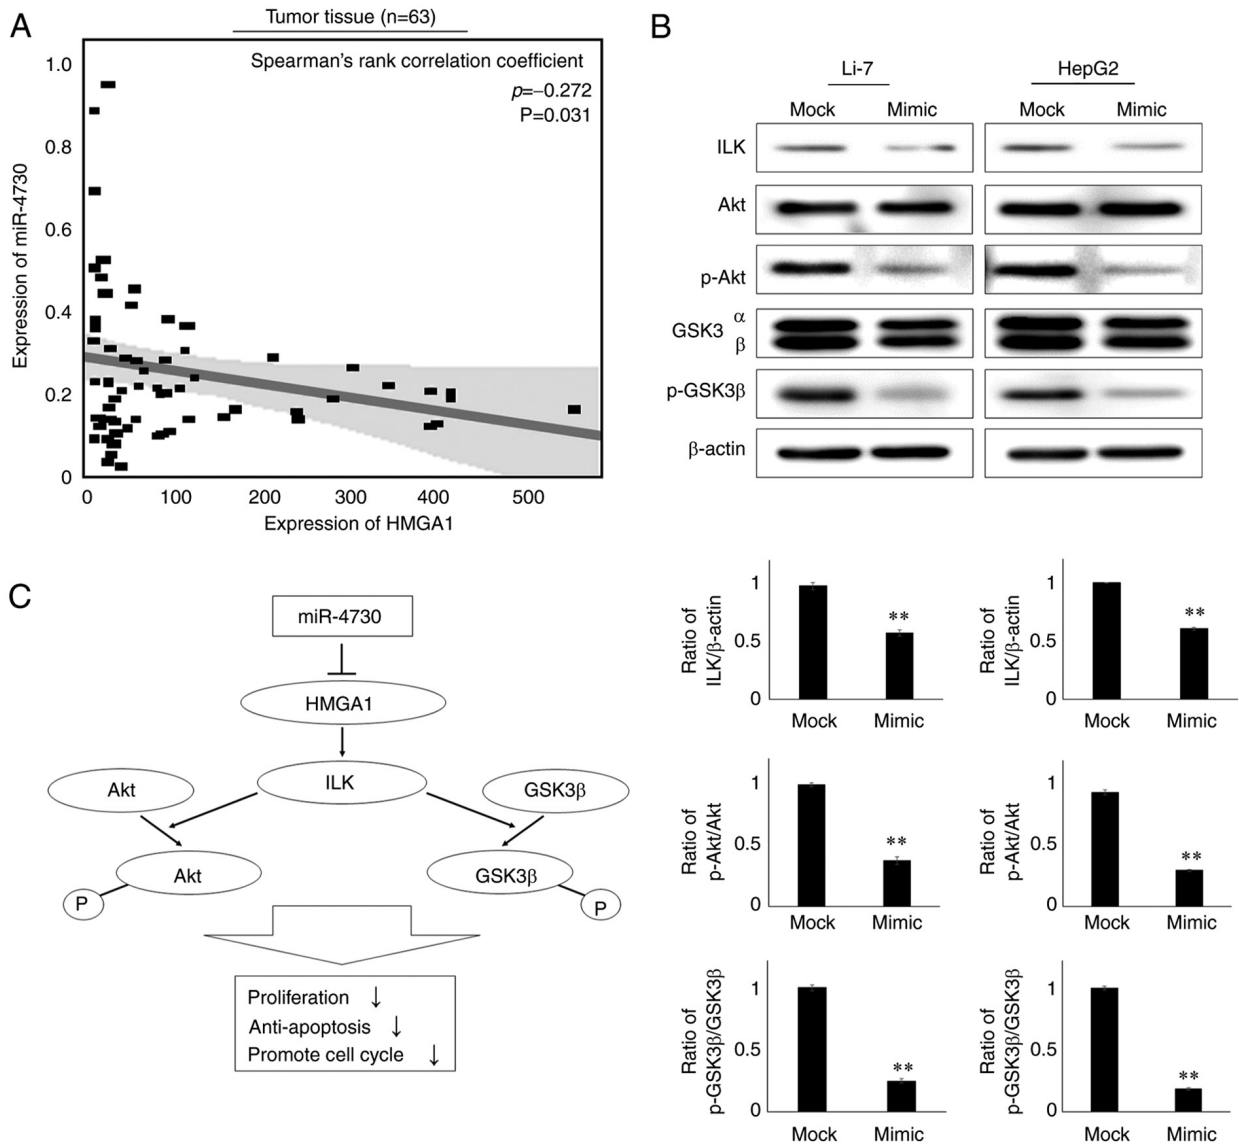 A
Tumor tissue (n=63)
Spearman's rank correlation coefficient
p=−0.272
P=0.031
Expression of miR-4730
1.0
0.8
0.6
0.4
0.2
0
0 100 200 300 400 500
Expression of HMGA1
B
Li-7 HepG2
Mock Mimic Mock Mimic
ILK
Akt
p-Akt
GSK3 α
β
p-GSK3β
β-actin
C
miR-4730
HMGA1
ILK
Akt GSK3β
Akt GSK3β
P P
Proliferation ↓
Anti-apoptosis ↓
Promote cell cycle ↓
Ratio of
ILK/β-actin
1
0.5
0
**
Mock Mimic
Ratio of
ILK/β-actin
1
0.5
0
**
Mock Mimic
Ratio of
p-Akt/Akt
1
0.5
0
**
Mock Mimic
Ratio of
p-Akt/Akt
1
0.5
0
**
Mock Mimic
Ratio of
p-GSK3β/GSK3β
1
0.5
0
**
Mock Mimic
Ratio of
p-GSK3β/GSK3β
1
0.5
0
**
Mock Mimic